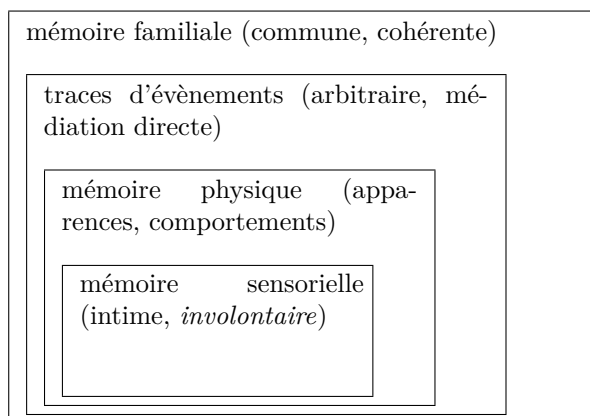 mémoire familiale (commune, cohérente)
traces d'évènements (arbitraire, mé-
diation directe)
mémoire physique (appa-
rences, comportements)
mémoire sensorielle
(intime, involontaire)